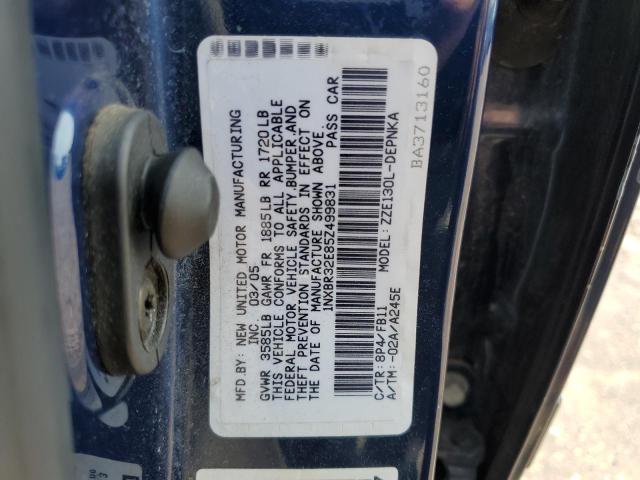 MFD.BY: NEW UNITED MOTOR MANUFACTURING
INC. 03/05
GVWR 3585LB GAWR FR 1885LB RR 1720LB
THIS VEHICLE CONFORMS TO ALL APPLICABLE
FEDERAL MOTOR VEHICLE SAFETY,BUMPER,AND
THEFT PREVENTION STANDARDS IN EFFECT ON
THE DATE OF MANUFACTURE SHOWN ABOVE.
1NXBR32E85Z499831 PASS CAR
MODEL: ZZE130L-DEPNKA
C/TR: 8P4/FB11
A/TM: -02A/A245E
BA3713160